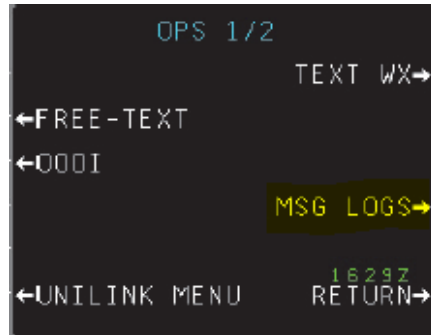 OPS 1/2
TEXT WX→
←FREE-TEXT
←OOOI
MSG LOGS→
1629Z
←UNILINK MENU RETURN→